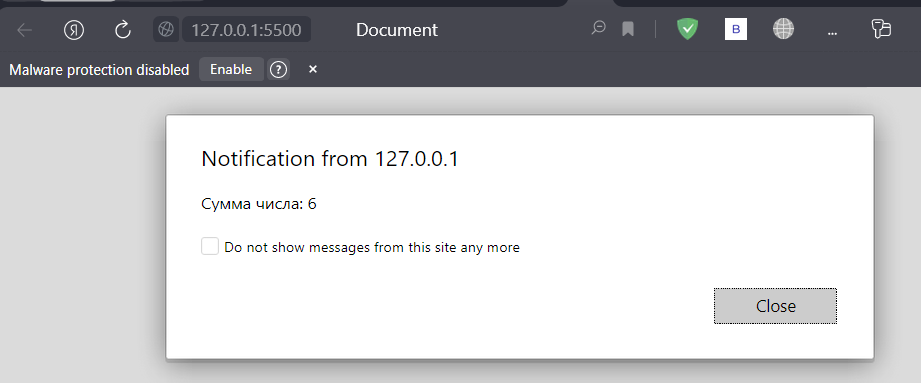 Я 127.0.0.1:5500 Document B ...
Malware protection disabled Enable ? ×
Notification from 127.0.0.1
Сумма числа: 6
Do not show messages from this site any more
Close